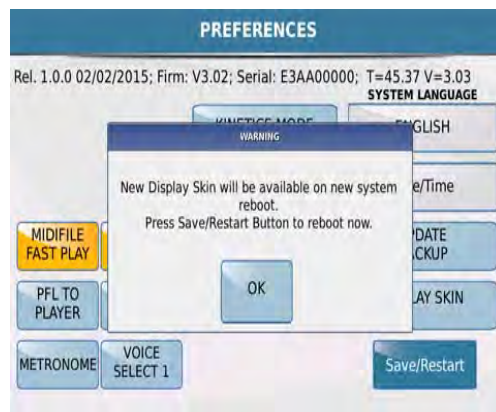 PREFERENCES
Rel. 1.0.0 02/02/2015; Firm: V3.02; Serial: E3AA00000; T=45.37 V=3.03
SYSTEM LANGUAGE
WARNING
New Display Skin will be available on new system
reboot.
Press Save/Restart Button to reboot now.
OK
MIDIFILE
FAST PLAY
PFL TO
PLAYER
METRONOME
VOICE
SELECT 1
Save/Restart